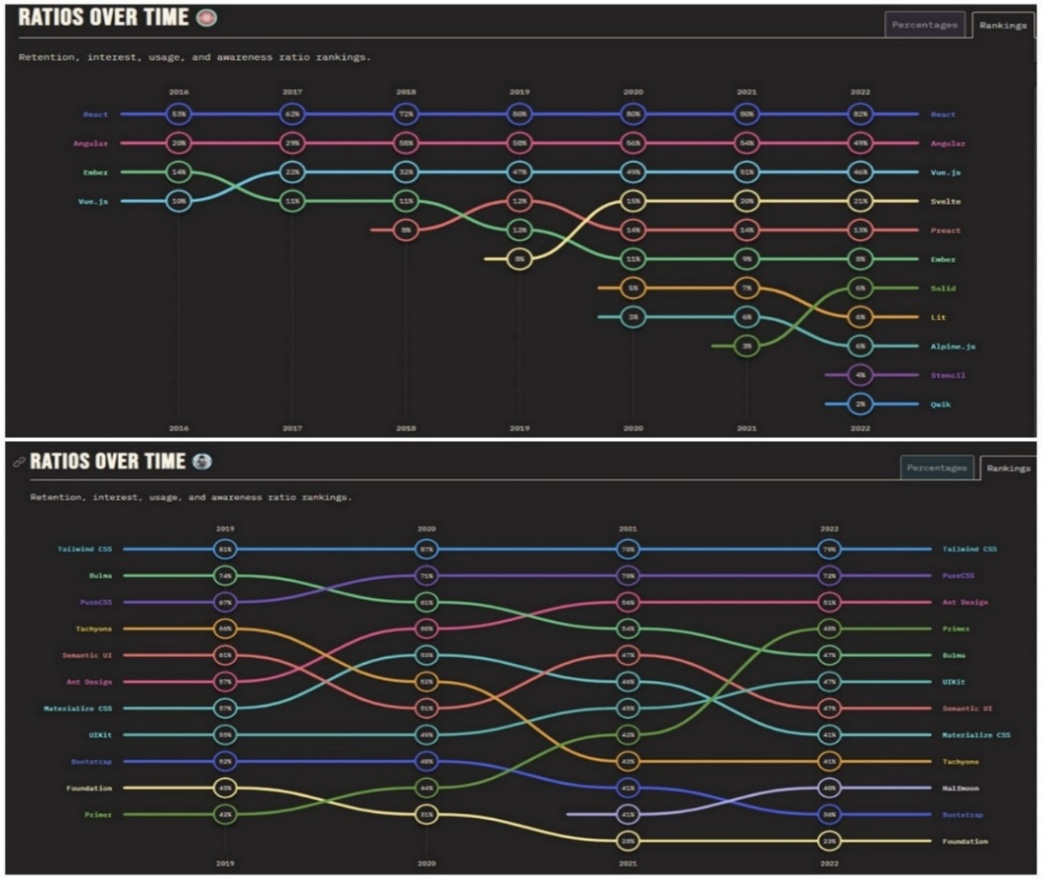 RATIOS OVER TIME
Percentages Rankings
Retention, interest, usage, and awareness ratio rankings.
2016 2017 2018 2019 2020 2021 2022
React 53% 62% 72% 80% 80% 80% 82% React
Angular 20% 29% 58% 58% 56% 54% 49% Angular
Ember 14% 22% 32% 47% 49% 51% 46% Vue.js
Vue.js 10% 11% 11% 12% 15% 20% 21% Svelte
8% 12% 14% 14% 13% Preact
8% 11% 9% 8% Ember
5% 7% 6% Solid
3% 6% 6% Lit
3% 6% Alpine.js
4% Stencil
2% Qwik
2016 2017 2018 2019 2020 2021 2022
RATIOS OVER TIME
Percentages Rankings
Retention, interest, usage, and awareness ratio rankings.
2019 2020 2021 2022
Tailwind CSS 81% 87% 78% 79% Tailwind CSS
Bulma 74% 71% 70% 72% PureCSS
PureCSS 67% 61% 56% 51% Ant Design
Tachyons 66% 60% 54% 48% Primer
Semantic UI 61% 53% 47% 47% Bulma
Ant Design 57% 52% 46% 47% UIKit
Materialize CSS 57% 51% 45% 47% Semantic UI
UIKit 55% 42% 41% Materialize CSS
Bootstrap 52% 48% 42% 41% Tachyons
Foundation 45% 44% 41% 40% Halfmoon
Primer 42% 31% 41% 36% Bootstrap
23% Foundation
2019 2020 2021 2022